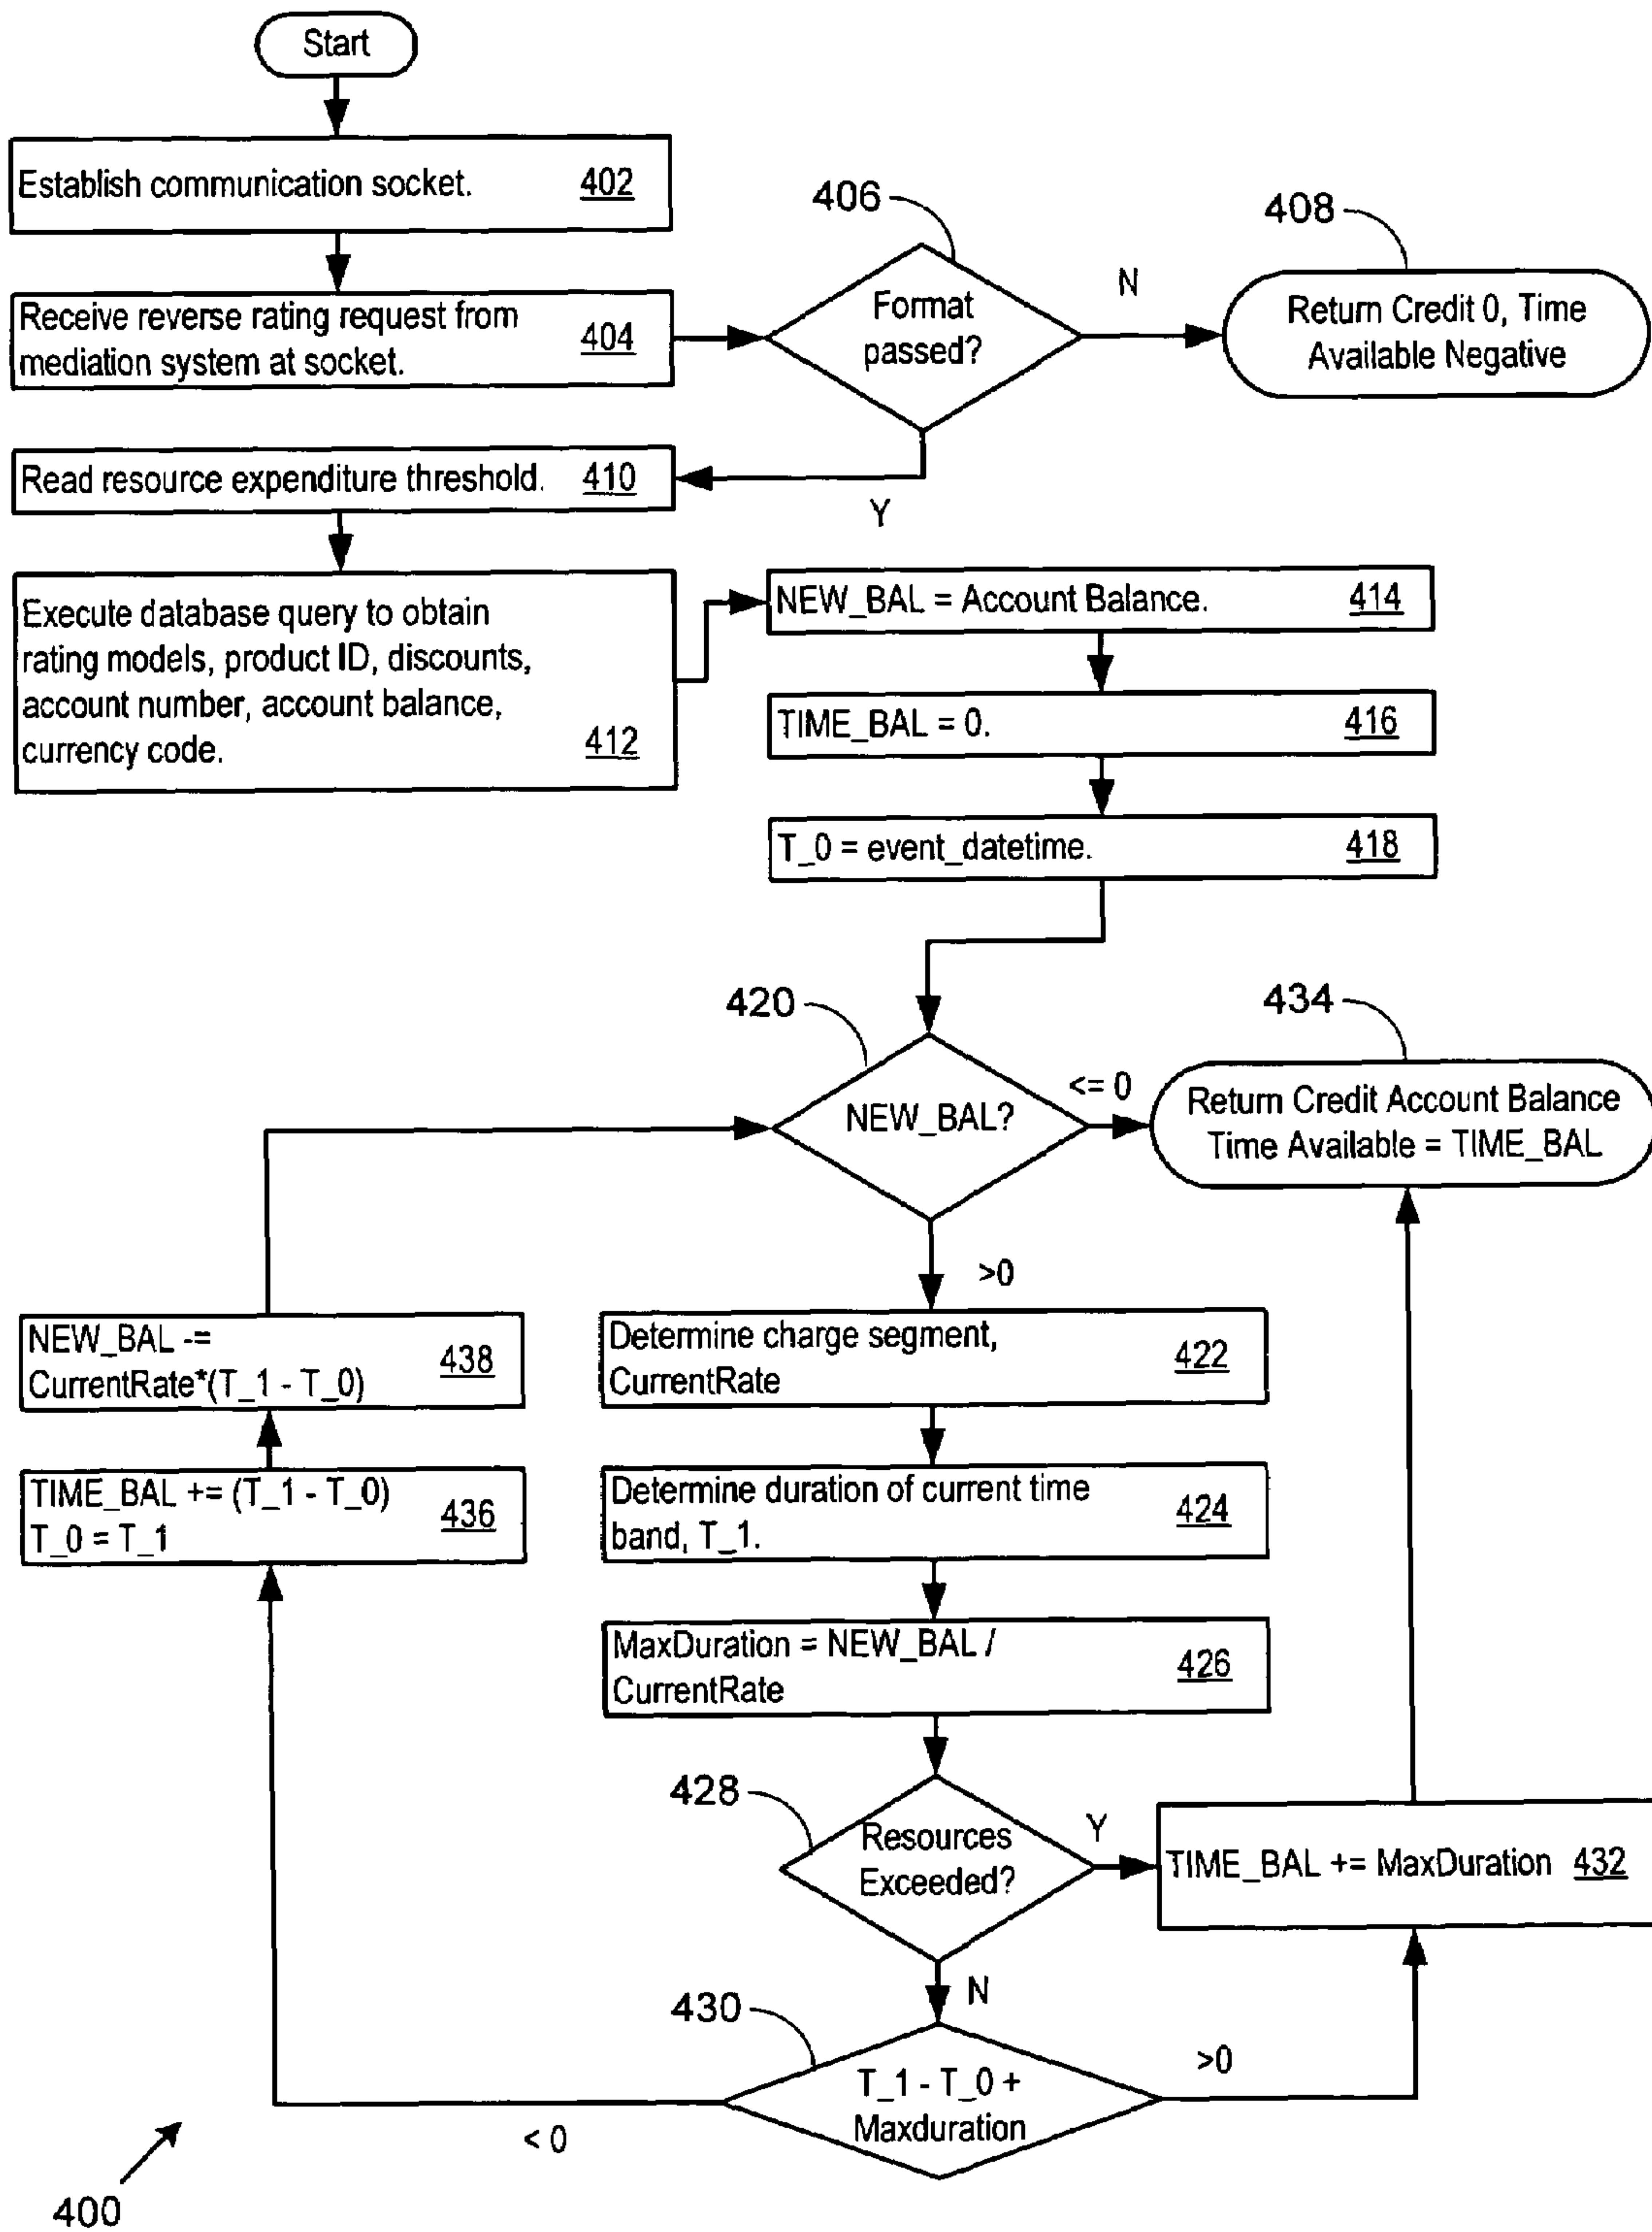 Start
Establish communication socket. 402
406
408
Receive reverse rating request from
mediation system at socket. 404
Format
passed?
N
Return Credit 0, Time
Available Negative
Read resource expenditure threshold. 410
Y
Execute database query to obtain
rating models, product ID, discounts,
account number, account balance,
currency code. 412
NEW_BAL = Account Balance. 414
TIME_BAL = 0. 416
T_0 = event_datetime. 418
420
434
NEW_BAL?
<= 0
Return Credit Account Balance
Time Available = TIME_BAL
>0
NEW_BAL -=
CurrentRate*(T_1 - T_0) 438
Determine charge segment,
CurrentRate 422
TIME_BAL += (T_1 - T_0)
T_0 = T_1 436
Determine duration of current time
band, T_1. 424
MaxDuration = NEW_BAL /
CurrentRate 426
428
Resources
Exceeded?
Y
TIME_BAL += MaxDuration 432
N
430
T_1 - T_0 +
Maxduration
>0
< 0
400